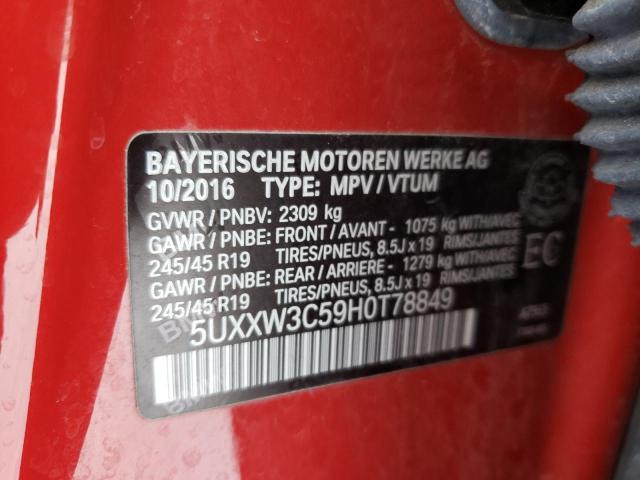 BAYERISCHE MOTOREN WERKE AG
10/2016 TYPE: MPV / VTUM
GVWR / PNBV: 2309 kg
GAWR / PNBE: FRONT / AVANT - 1075 kg WITH/AVEC
245/45 R19 TIRES/PNEUS, 8.5J x 19 RIMS/JANTES
GAWR / PNBE: REAR / ARRIERE - 1279 kg WITH/AVEC
245/45 R19 TIRES/PNEUS, 8.5J x 19 RIMS/JANTES
EC
5UXXW3C59H0T78849